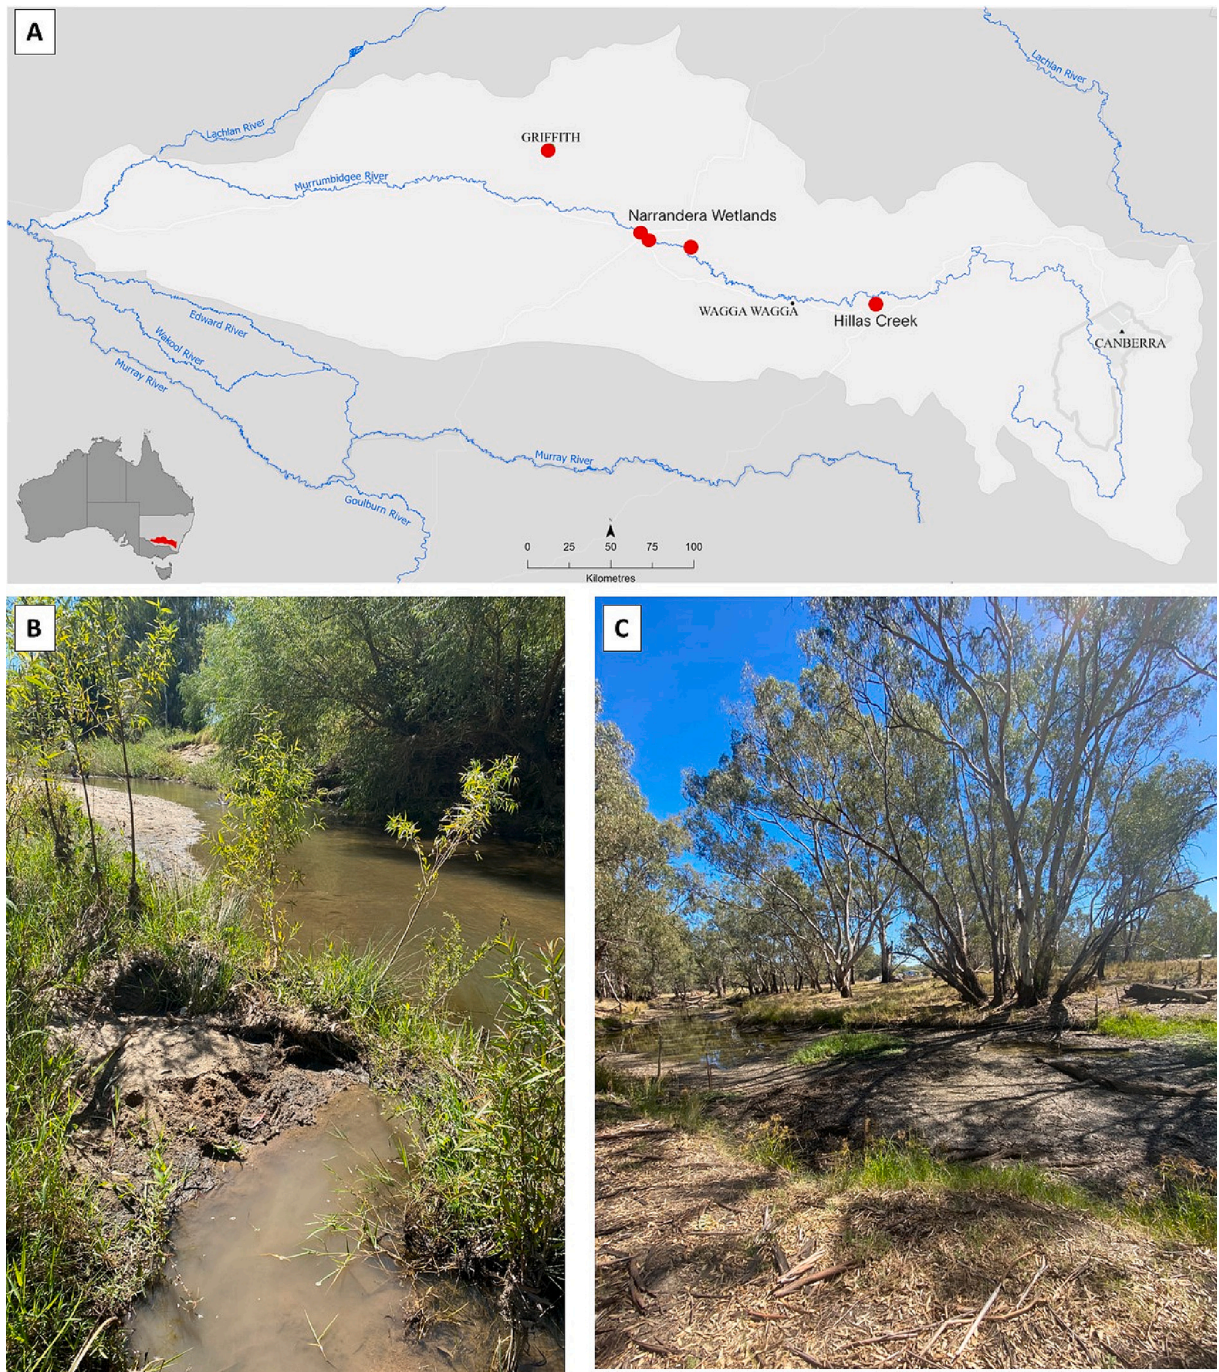 A
Lachlan River
Lachlan River
GRIFFITH
Murrumbidgee River
Narrandera Wetlands
WAGGA WAGGA
Hillas Creek
CANBERRA
Edward River
Wakool River
Murray River
Murray River
Goulburn River
N
0 25 50 75 100
Kilometres
B
C